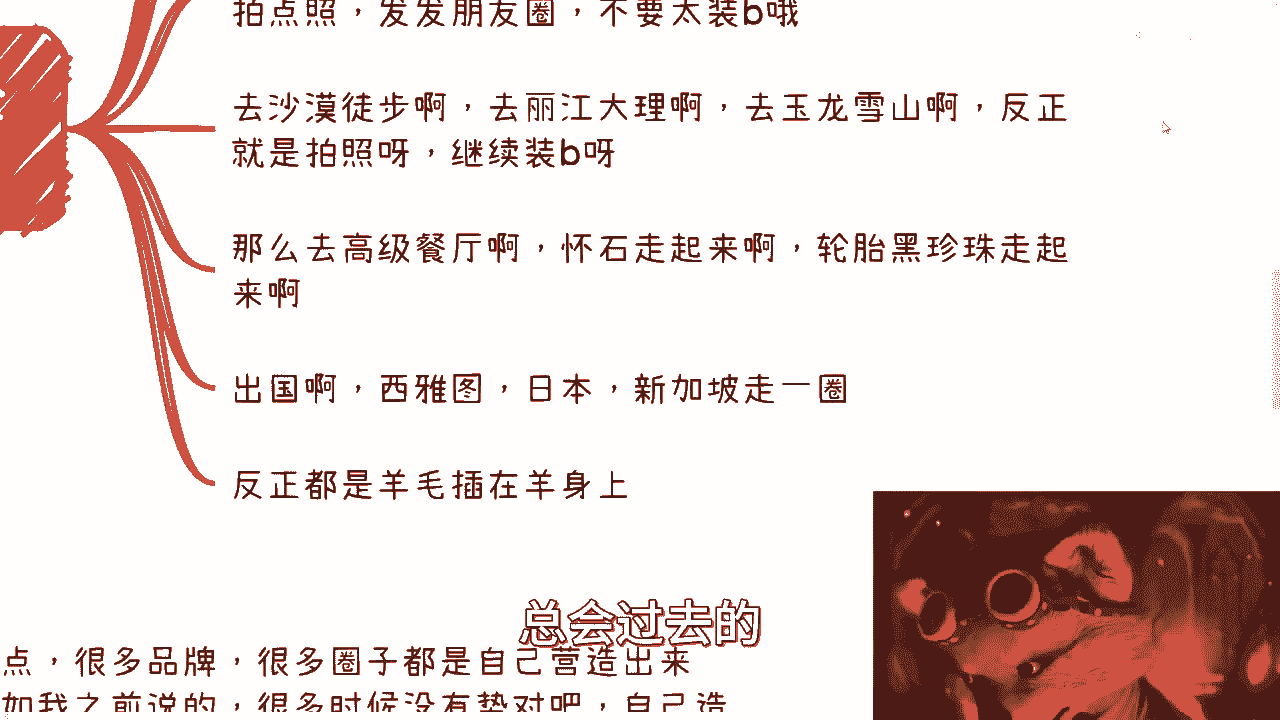 拍点照，发发朋友圈，不要太装b哦
去沙漠徒步啊，去丽江大理啊，去玉龙雪山啊，反正
就是拍照呀，继续装b呀
那么去高级餐厅啊，怀石走起来啊，轮胎黑珍珠走起
来啊
出国啊，西雅图，日本，新加坡走一圈
反正都是羊毛插在羊身上
总会过去的
点，很多品牌，很多圈子都是自己营造出来
如我之前说的，很多时候没有垫对吧，自己造